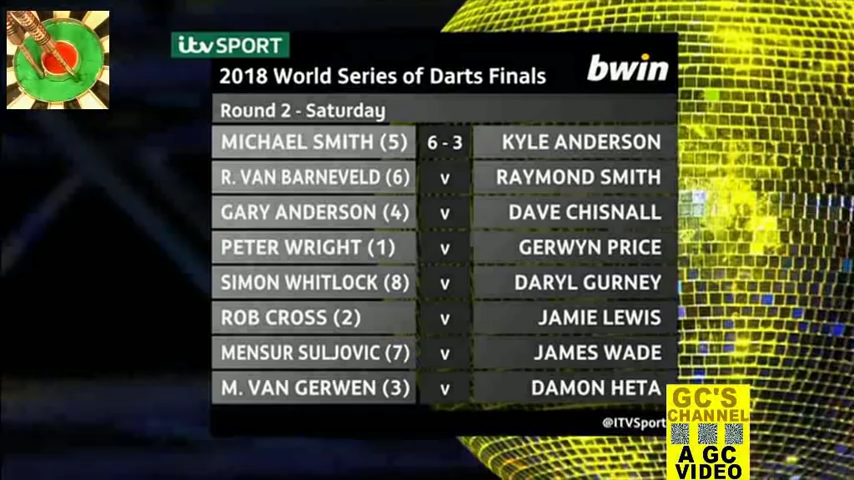 itv SPORT
2018 World Series of Darts Finals
bwin
Round 2 - Saturday
MICHAEL SMITH (5) 6 - 3 KYLE ANDERSON
R. VAN BARNEVELD (6) v RAYMOND SMITH
GARY ANDERSON (4) v DAVE CHISNALL
PETER WRIGHT (1) v GERWYN PRICE
SIMON WHITLOCK (8) v DARYL GURNEY
ROB CROSS (2) v JAMIE LEWIS
MENSUR SULJOVIC (7) v JAMES WADE
M. VAN GERWEN (3) v DAMON HETA
@ITVSport
GC'S
CHANNEL
A GC
VIDEO